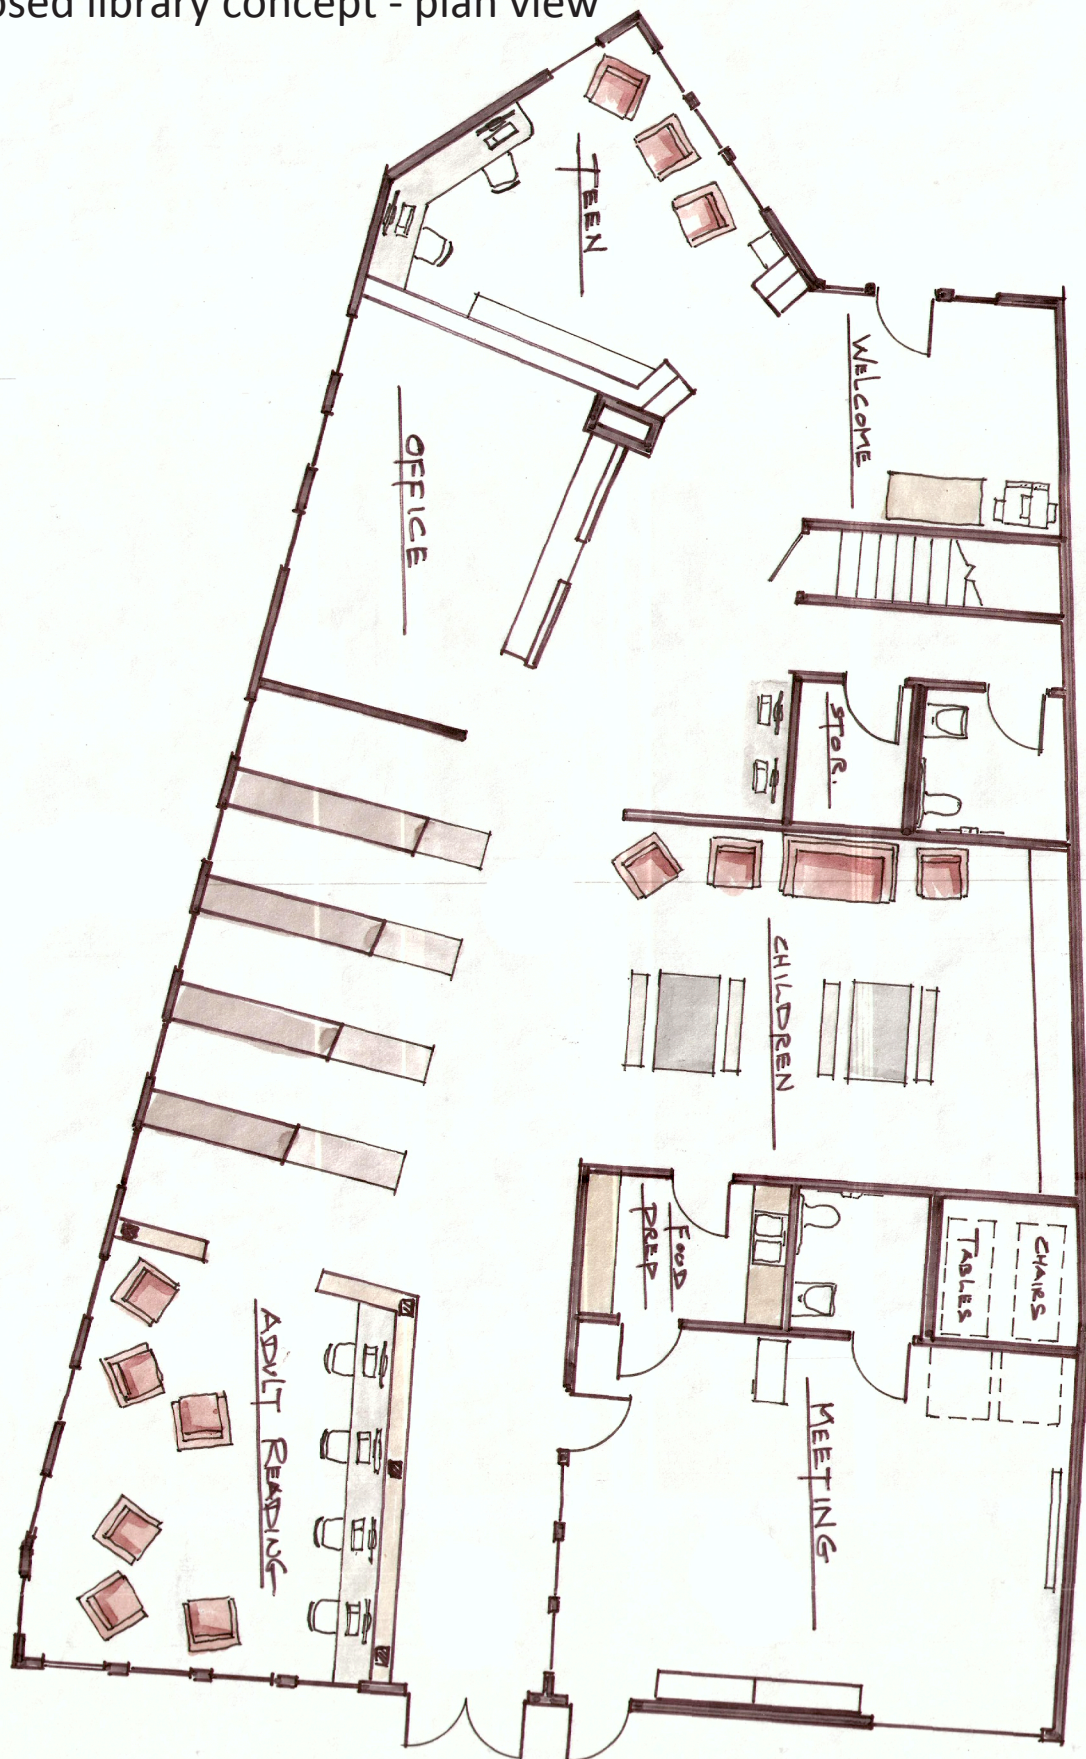 osed library concept - plan view
TEEN
WELCOME
OFFICE
STOR.
CHILDREN
FOOD
PREP
CHAIRS
TABLES
ADULT READING
MEETING